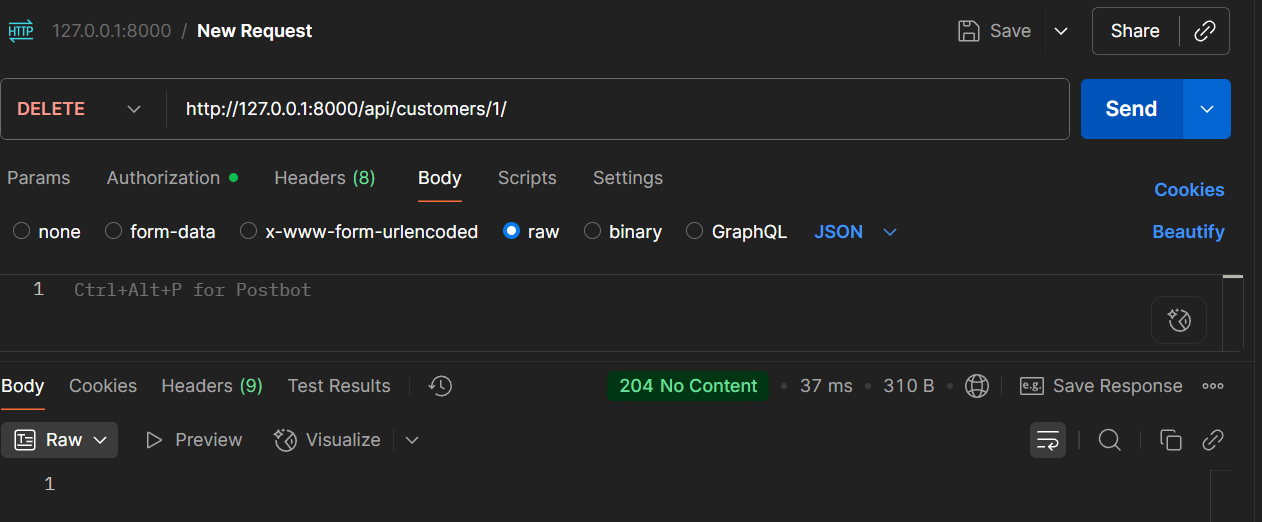 HTTP 127.0.0.1:8000 / New Request Save Share
DELETE http://127.0.0.1:8000/api/customers/1/ Send
Params Authorization Headers (8) Body Scripts Settings Cookies
none form-data x-www-form-urlencoded raw binary GraphQL JSON Beautify
1 Ctrl+Alt+P for Postbot
Body Cookies Headers (9) Test Results 204 No Content • 37 ms • 310 B • e.g. Save Response
Raw Preview Visualize
1